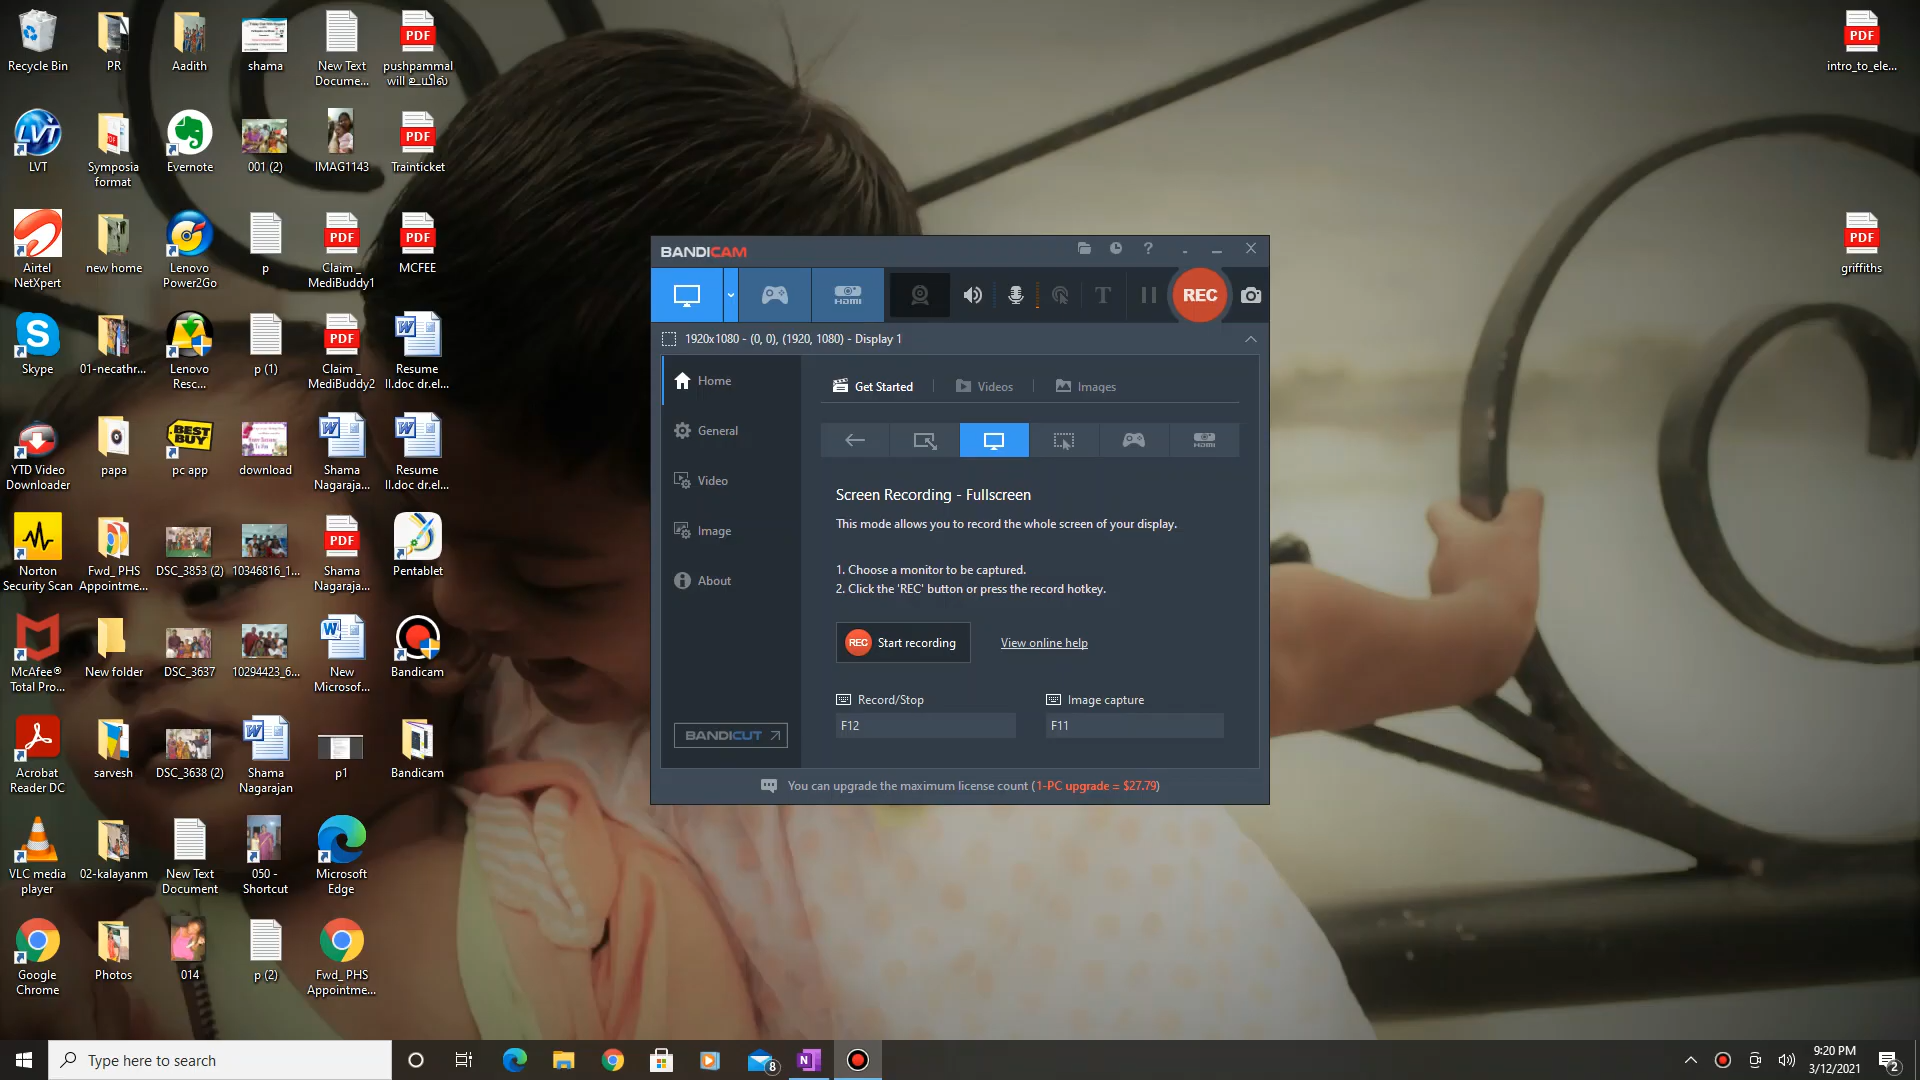 Recycle Bin
PR
Aadith
shama
New Text
Docume...
pushpammal
will உயில்
intro_to_ele...
LVT
Symposia
format
Evernote
001 (2)
IMAG1143
Trainticket
Airtel
NetXpert
new home
Lenovo
Power2Go
p
Claim _
MediBuddy1
MCFEE
griffiths
Skype
01-necathr...
Lenovo
Resc...
p (1)
Claim _
MediBuddy2
Resume
II.doc dr.el...
YTD Video
Downloader
papa
BEST
BUY
pc app
download
Shama
Nagaraja...
Resume
II.doc dr.el...
Norton
Security Scan
Fwd_ PHS
Appointme...
DSC_3853 (2)
10346816_1...
Shama
Nagaraja...
Pentablet
McAfee®
Total Pro...
New folder
DSC_3637
10294423_6...
New
Microsof...
Bandicam
Acrobat
Reader DC
sarvesh
DSC_3638 (2)
Shama
Nagarajan
p1
Bandicam
VLC media
player
02-kalayanm
New Text
Document
050 -
Shortcut
Microsoft
Edge
Google
Chrome
Photos
014
p (2)
Fwd_ PHS
Appointme...
BANDICAM
HDMI
T
REC
1920x1080 - (0, 0), (1920, 1080) - Display 1
Home
General
Video
Image
About
BANDICUT
Get Started
Videos
Images
HDMI
Screen Recording - Fullscreen
This mode allows you to record the whole screen of your display.
1. Choose a monitor to be captured.
2. Click the 'REC' button or press the record hotkey.
REC Start recording
View online help
Record/Stop
Image capture
F12
F11
You can upgrade the maximum license count (1-PC upgrade = $27.79)
Type here to search
8
9:20 PM
3/12/2021
2